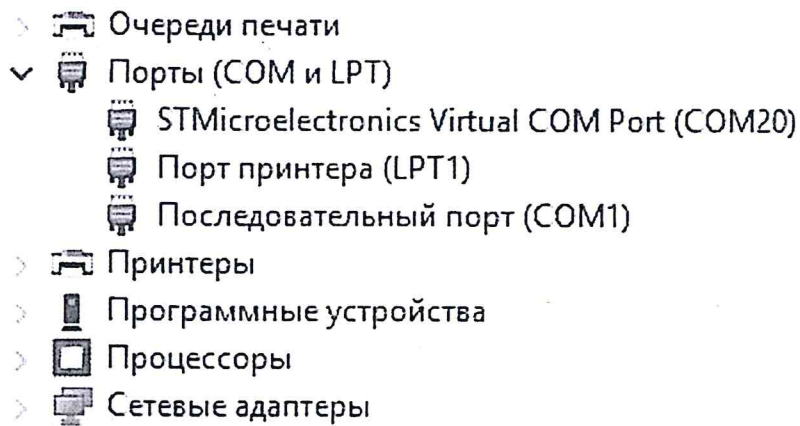 Очереди печати
Порты (COM и LPT)
STMicroelectronics Virtual COM Port (COM20)
Порт принтера (LPT1)
Последовательный порт (COM1)
Принтеры
Программные устройства
Процессоры
Сетевые адаптеры